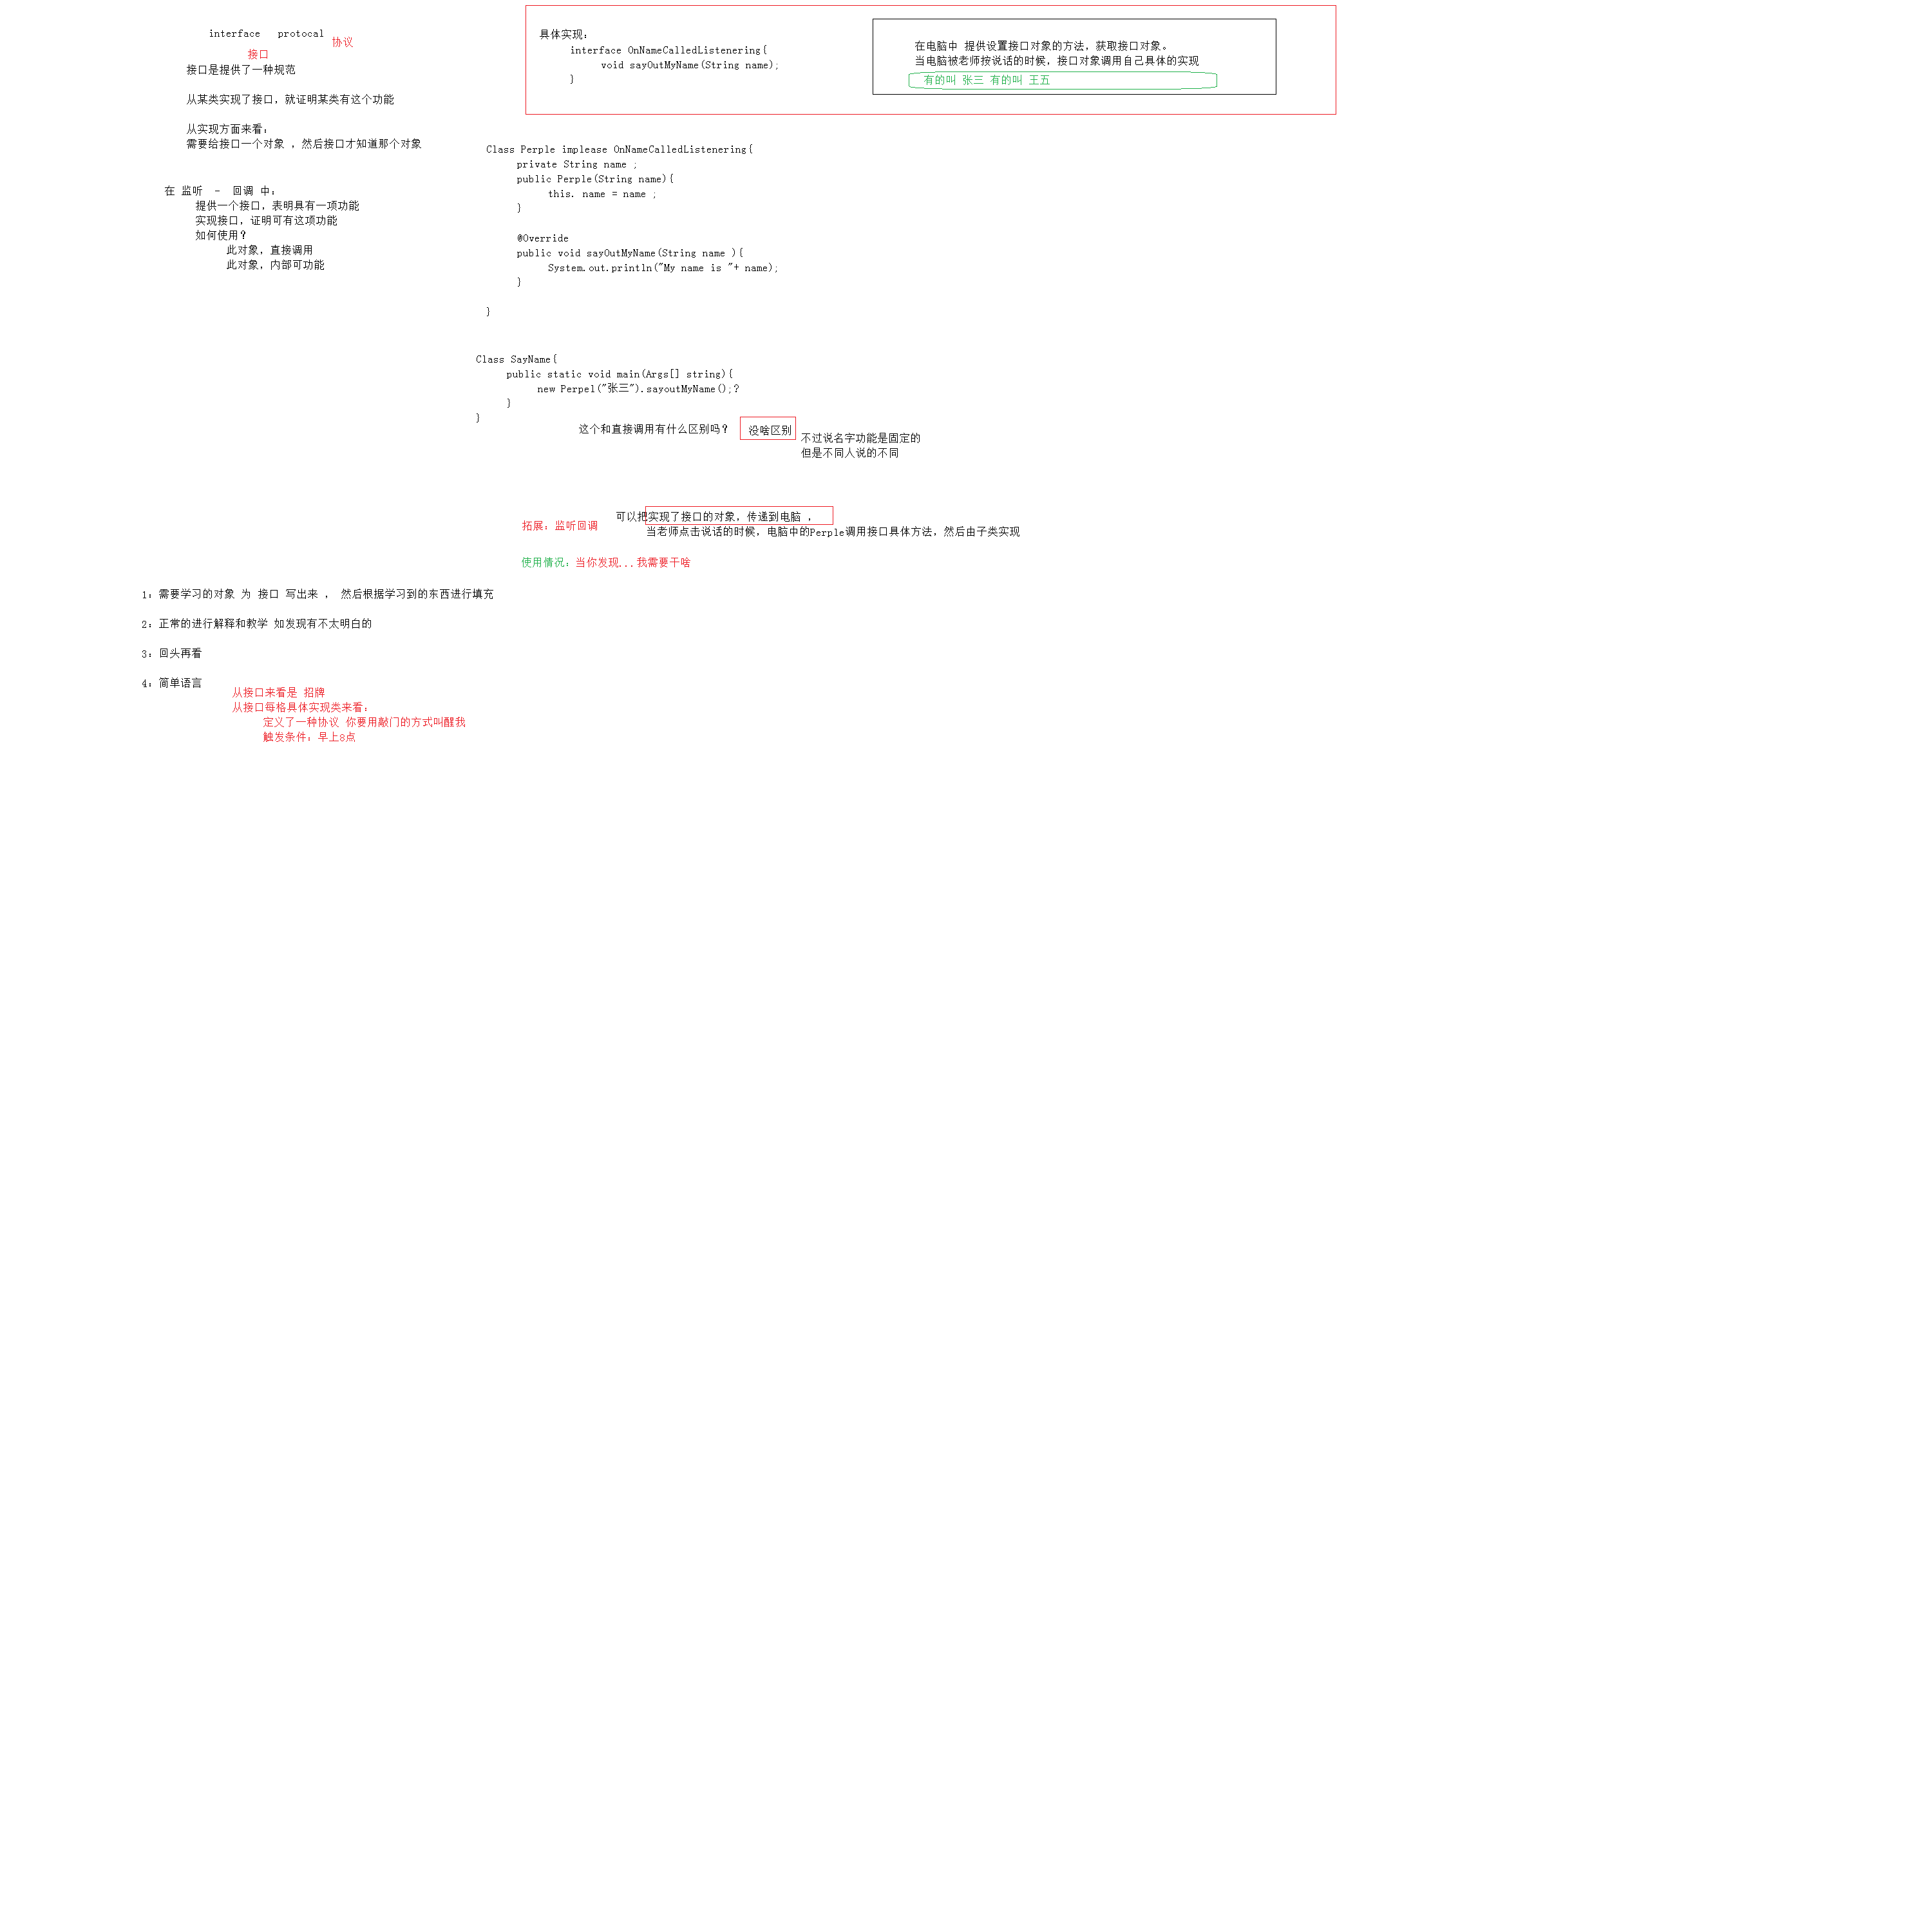 interface   protocal
协议
接口
接口是提供了一种规范
从某类实现了接口，就证明某类有这个功能
从实现方面来看：
需要给接口一个对象 ，然后接口才知道那个对象
在 监听  -  回调 中：
提供一个接口，表明具有一项功能
实现接口，证明可有这项功能
如何使用？
此对象，直接调用
此对象，内部可功能
具体实现：
interface OnNameCalledListenering{
void sayOutMyName(String name);
}
在电脑中 提供设置接口对象的方法，获取接口对象。
当电脑被老师按说话的时候，接口对象调用自己具体的实现
有的叫 张三 有的叫 王五
Class Perple implease OnNameCalledListenering{
private String name ;
public Perple(String name){
this. name = name ;
}
@Override
public void sayOutMyName(String name ){
System.out.println("My name is "+ name);
}
}
Class SayName{
public static void main(Args[] string){
new Perpel("张三").sayoutMyName();?
}
}
这个和直接调用有什么区别吗？
没啥区别
不过说名字功能是固定的
但是不同人说的不同
拓展：监听回调
可以把实现了接口的对象，传递到电脑 ，
当老师点击说话的时候，电脑中的Perple调用接口具体方法，然后由子类实现
使用情况：当你发现...我需要干啥
1：需要学习的对象 为 接口 写出来 ， 然后根据学习到的东西进行填充
2：正常的进行解释和教学 如发现有不太明白的
3：回头再看
4：简单语言
从接口来看是 招牌
从接口每格具体实现类来看：
定义了一种协议 你要用敲门的方式叫醒我
触发条件：早上8点